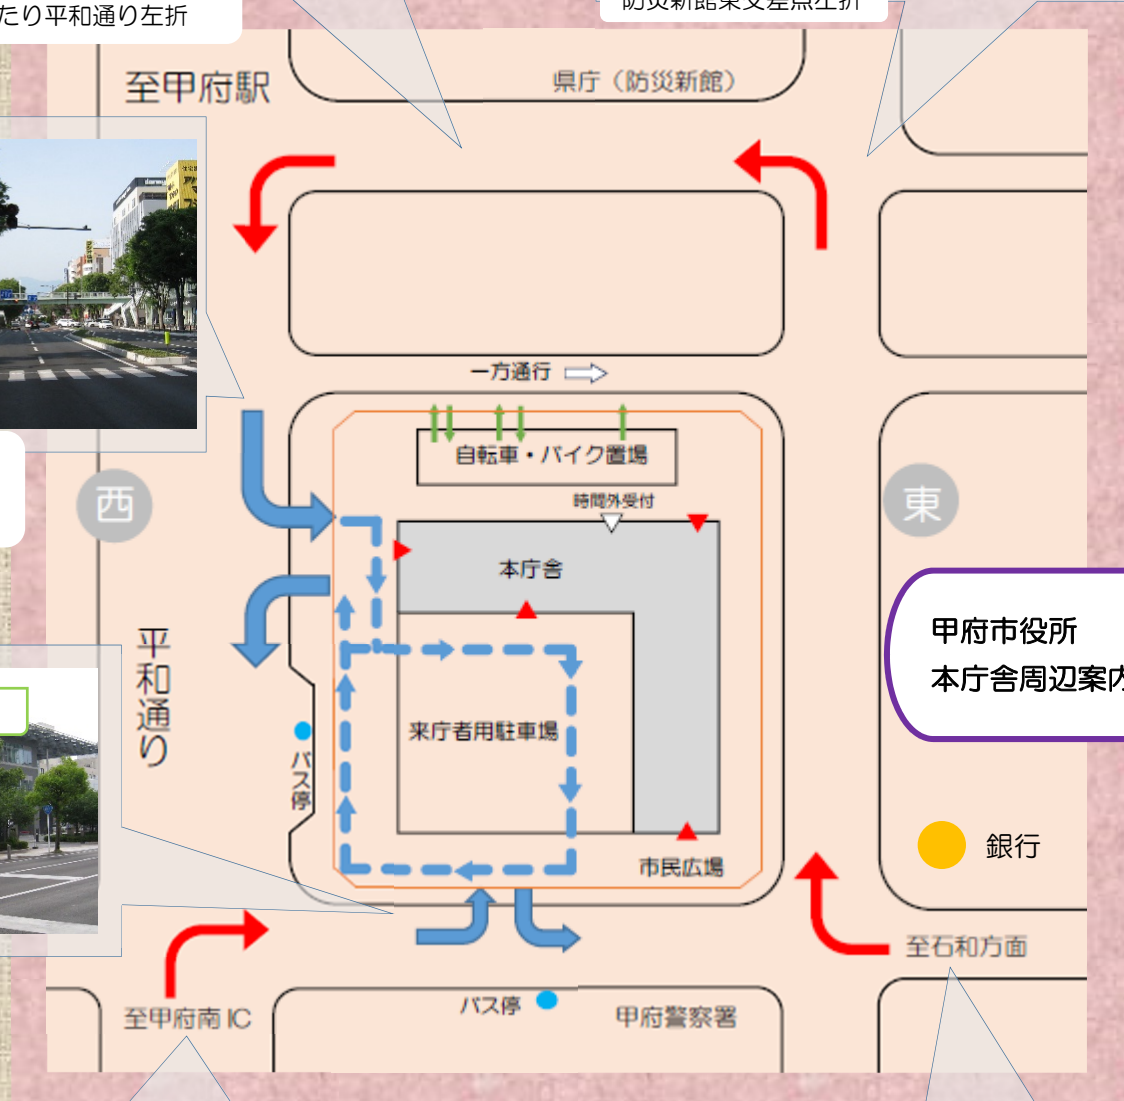 たり平和通り左折
防災新館東交差点左折
至甲府駅
県庁（防災新館）
一方通行
自転車・バイク置場
時間外受付
西
東
本庁舎
甲府市役所
本庁舎周辺案内
平和通り
来庁者用駐車場
バス停
銀行
市民広場
至石和方面
バス停
至甲府南IC
甲府警察署